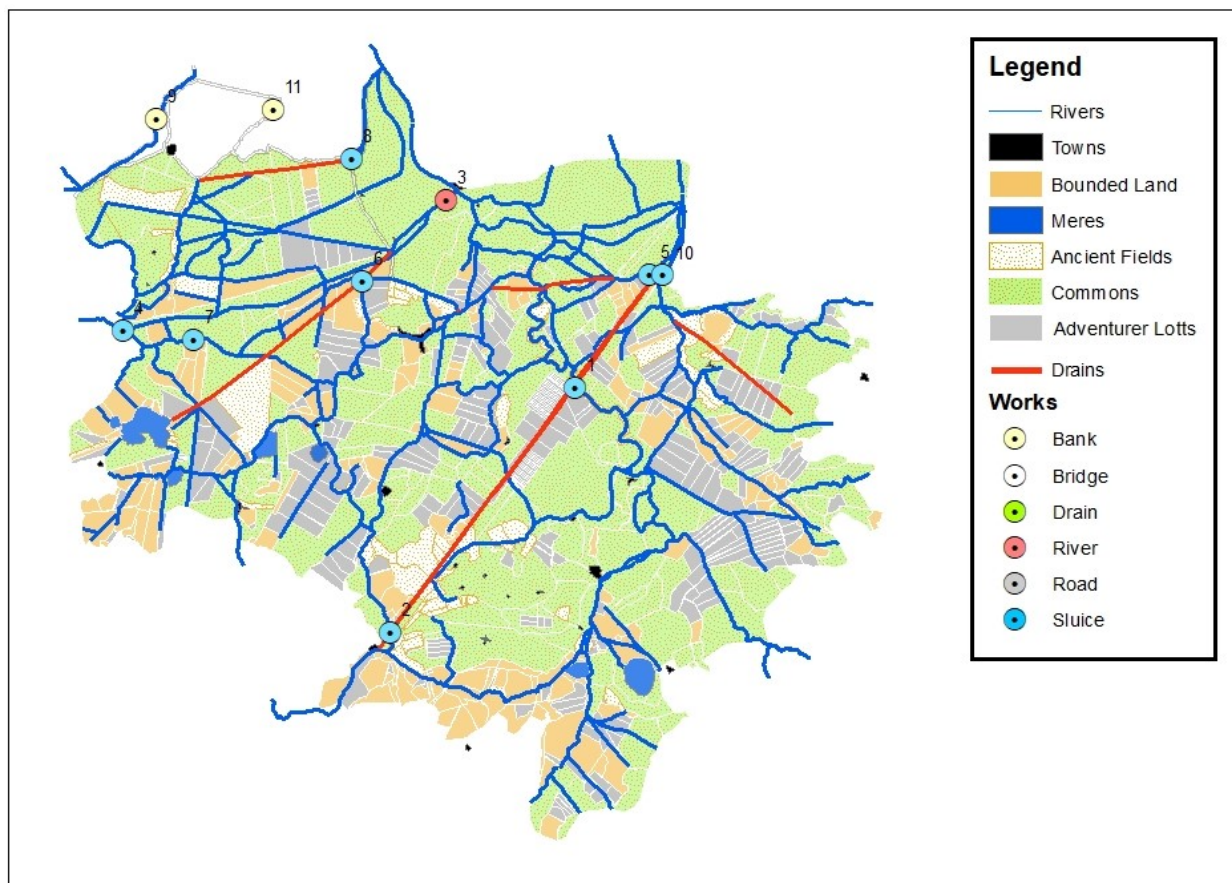 9
11
8
3
5
10
6
4
7
1
2
Legend
Rivers
Towns
Bounded Land
Meres
Ancient Fields
Commons
Adventurer Lotts
Drains
Works
Bank
Bridge
Drain
River
Road
Sluice